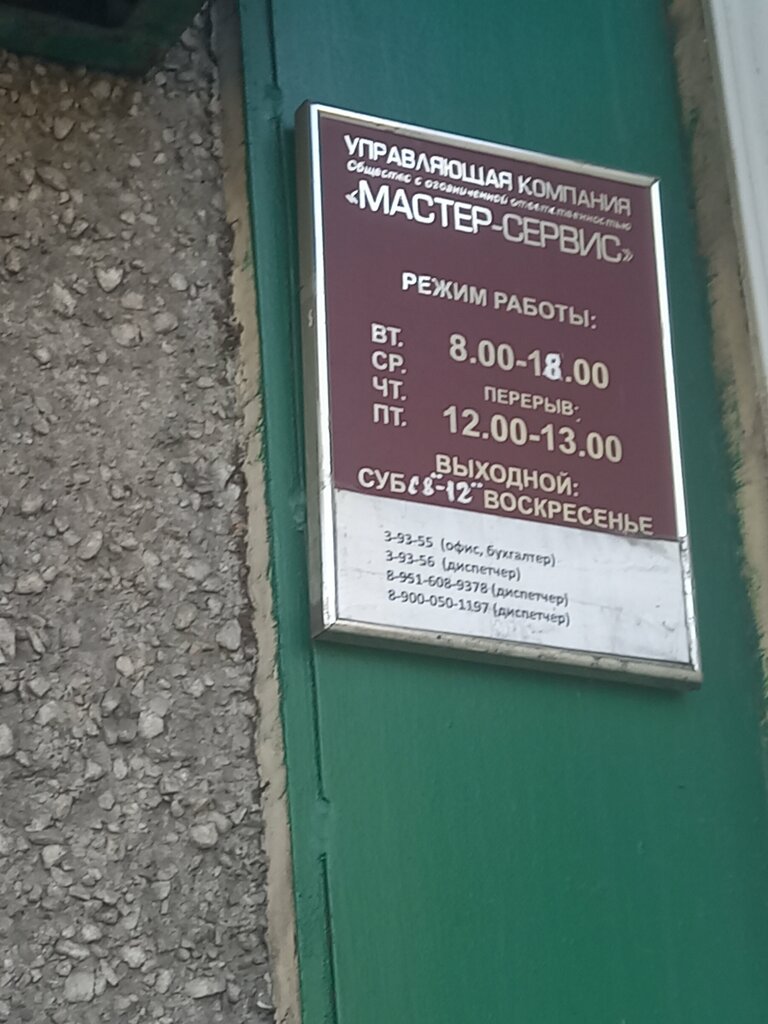 УПРАВЛЯЮЩАЯ КОМПАНИЯ
Общество с ограниченной ответственностью
«МАСТЕР-СЕРВИС»
РЕЖИМ РАБОТЫ:
ВТ.
СР.
ЧТ.
ПТ.
8.00-18.00
ПЕРЕРЫВ:
12.00-13.00
ВЫХОДНОЙ:
СУБ с 8-12 ВОСКРЕСЕНЬЕ
3-93-55 (офис, бухгалтер)
3-93-56 (диспетчер)
8-951-608-9378 (диспетчер)
8-900-050-1197 (диспетчер)